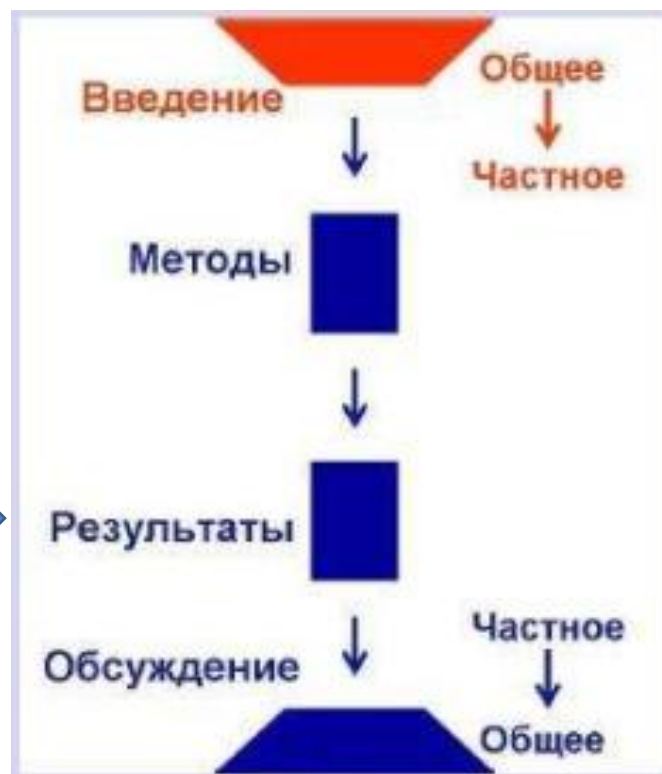 Общее
Введение
Частное
Методы
Результаты
Частное
Обсуждение
Общее